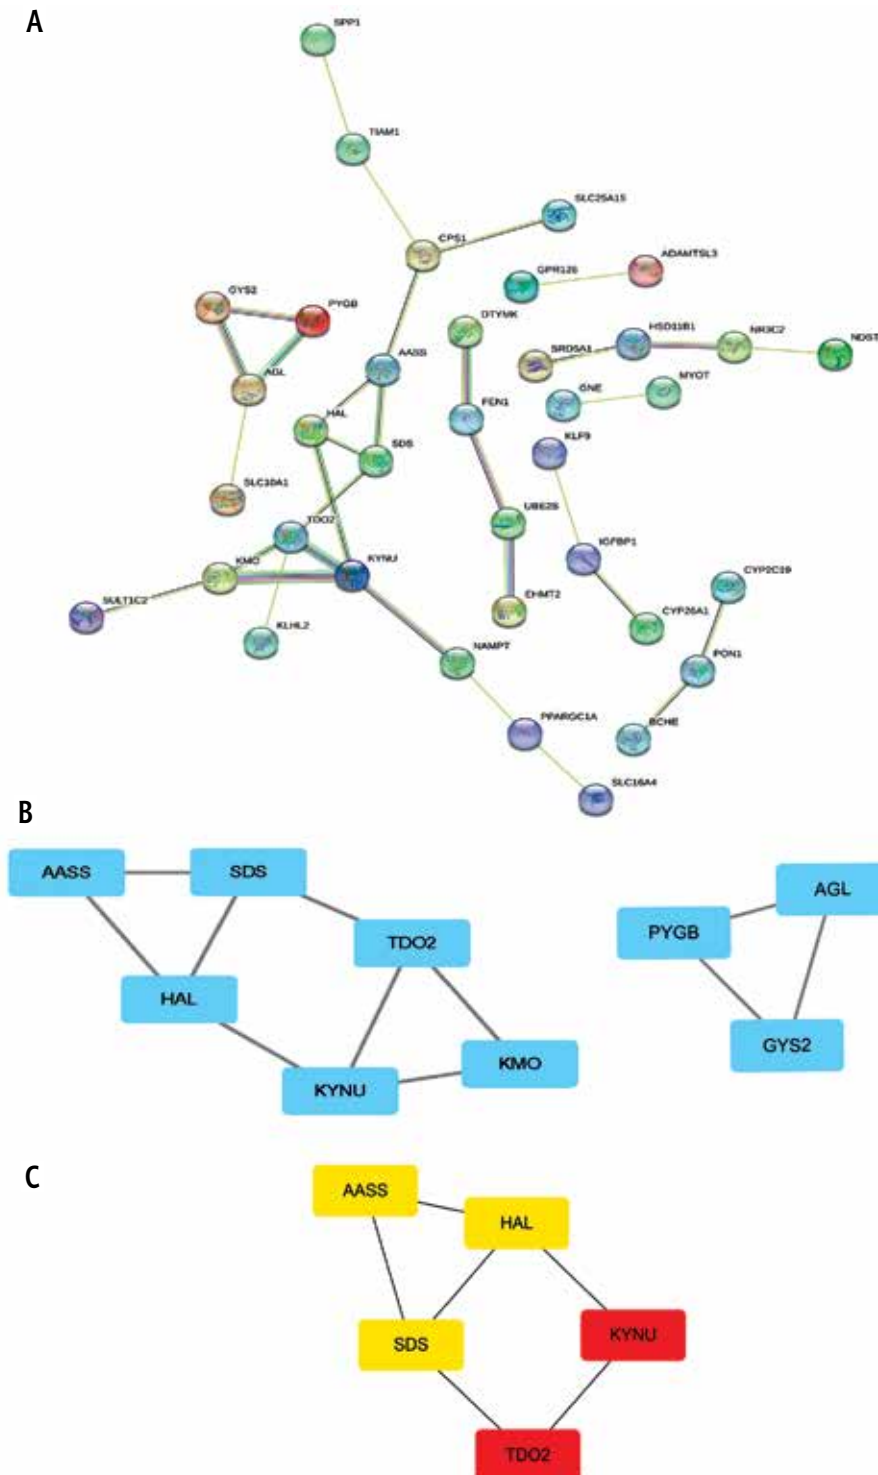 A
SPP1
TIAM1
SLC25A15
CPS1
ADAMTSL3
GPR126
GYS2
PYGB
DTYMK
HSD11B1
NR3C2
NDST
SRD5A1
AASS
AGL
MYOT
GNE
HAL
FEN1
KLF9
SDS
SLC10A1
TDO2
UBE2S
IGFBP1
KMO
KYNU
CYP2C19
EHMT2
SULT1C2
CYP26A1
KLHL2
NAMPT
PON1
PPARGC1A
BCHE
SLC16A4
B
AASS
SDS
AGL
TDO2
PYGB
HAL
GYS2
KMO
KYNU
C
AASS
HAL
KYNU
SDS
TDO2